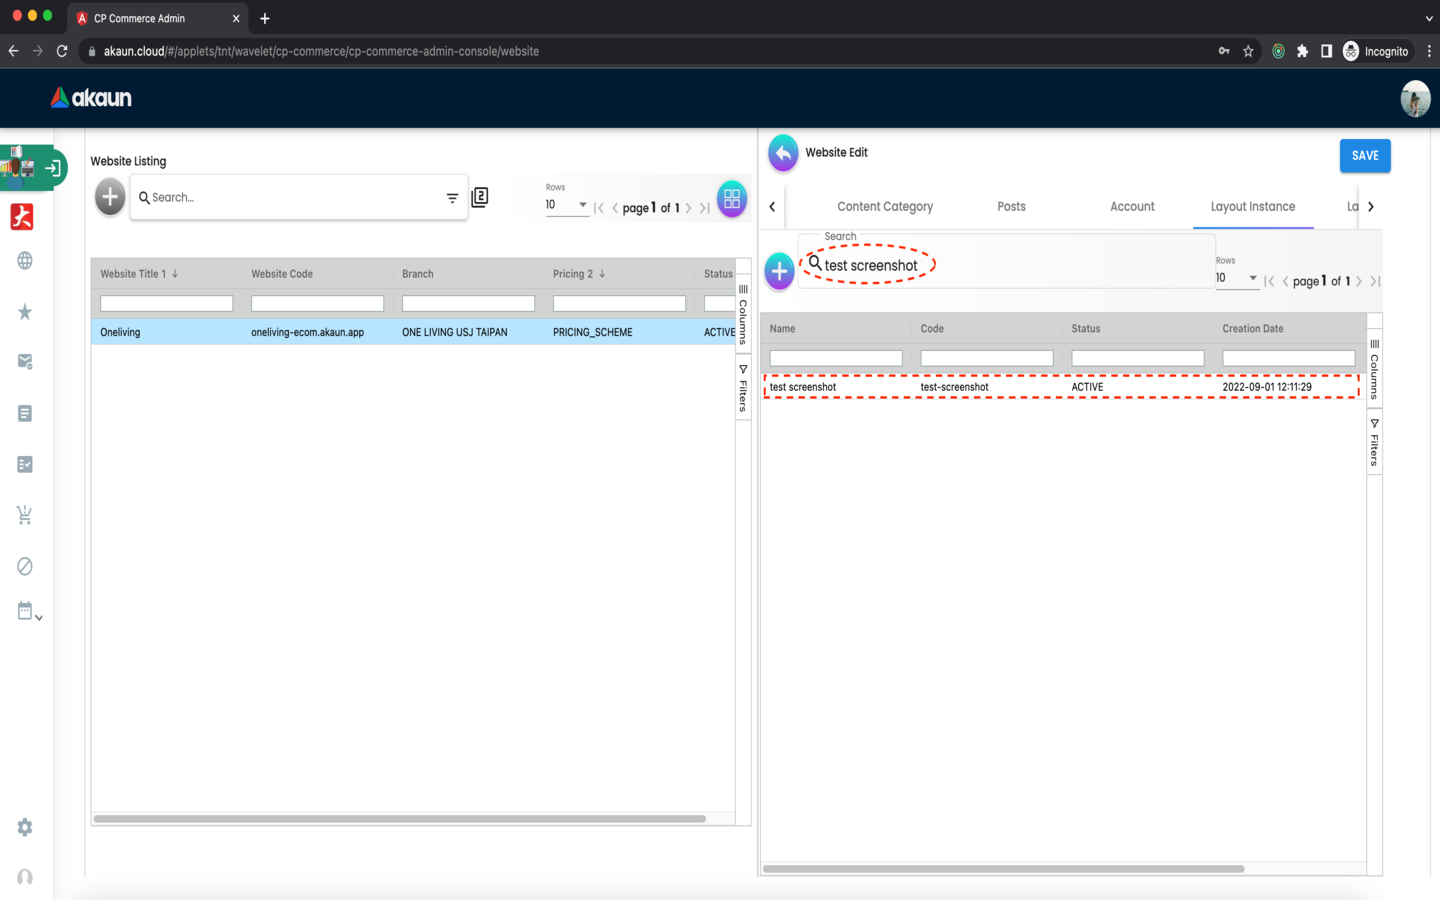 CP Commerce Admin
akaun.cloud/#/applets/tnt/wavelet/cp-commerce/cp-commerce-admin-console/website
Incognito
akaun
Website Listing
Search...
2
Rows
10
page 1 of 1
Website Title 1
Website Code
Branch
Pricing 2
Status
Oneliving
oneliving-ecom.akaun.app
ONE LIVING USJ TAIPAN
PRICING_SCHEME
ACTIVE
Columns
Filters
Website Edit
SAVE
Content Category
Posts
Account
Layout Instance
La
Search
test screenshot
Rows
10
page 1 of 1
Name
Code
Status
Creation Date
test screenshot
test-screenshot
ACTIVE
2022-09-01 12:11:29
Columns
Filters